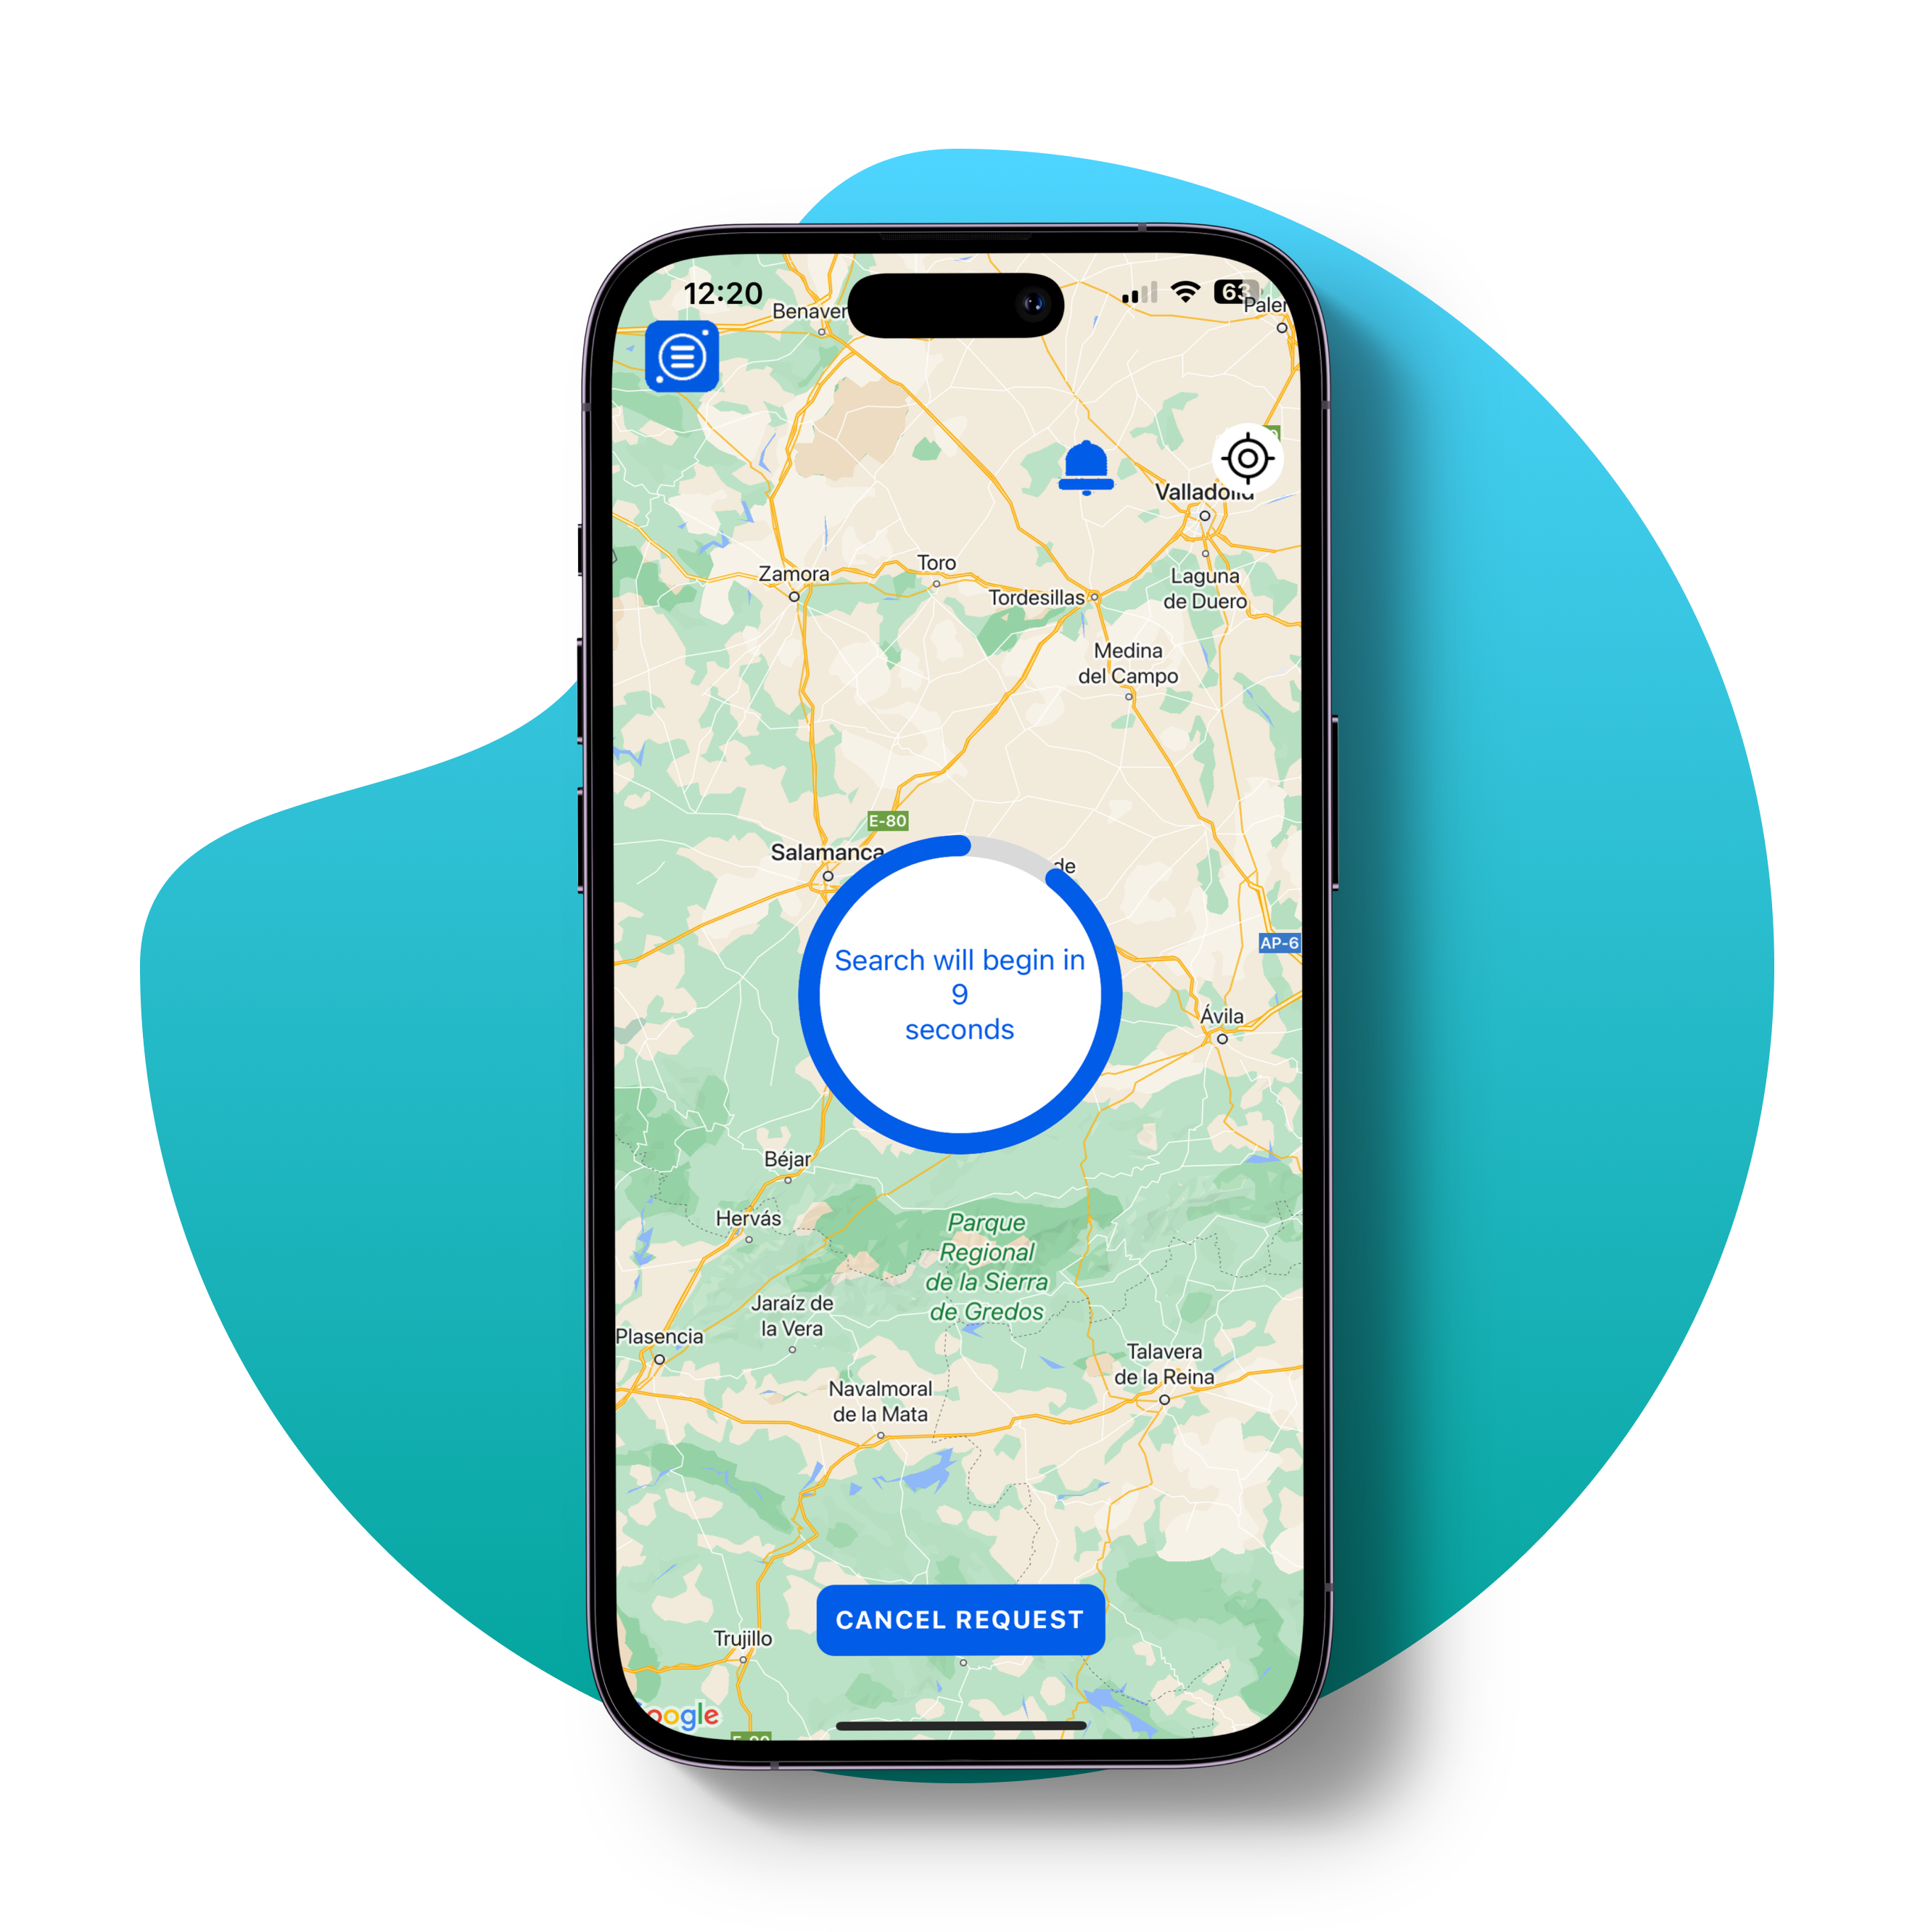 12:20
63
Benaver
Paler
Valladolid
Toro
Zamora
Tordesillas
Laguna
de Duero
Medina
del Campo
E-80
Salamanca
de
AP-6
Search will begin in
9
seconds
Ávila
Béjar
Hervás
Parque
Regional
de la Sierra
de Gredos
Jaraíz de
la Vera
Plasencia
Talavera
de la Reina
Navalmoral
de la Mata
CANCEL REQUEST
Trujillo
oogle